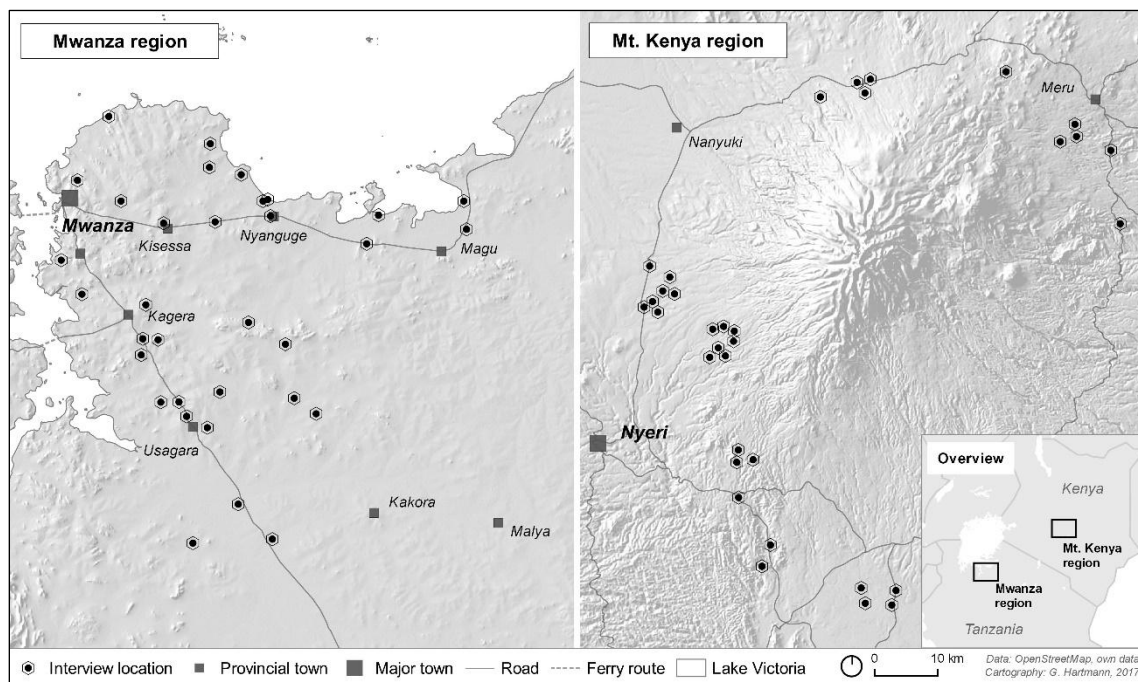 Mwanza region
Mwanza
Kisessa
Nyanguge
Magu
Kagera
Usagara
Kakora
Malya
Mt. Kenya region
Meru
Nanyuki
Nyeri
Overview
Kenya
Mt. Kenya
region
Mwanza
region
Tanzania
Interview location
Provincial town
Major town
Road
Ferry route
Lake Victoria
0 10 km
Data: OpenStreetMap, own data
Cartography: G. Hartmann, 2017